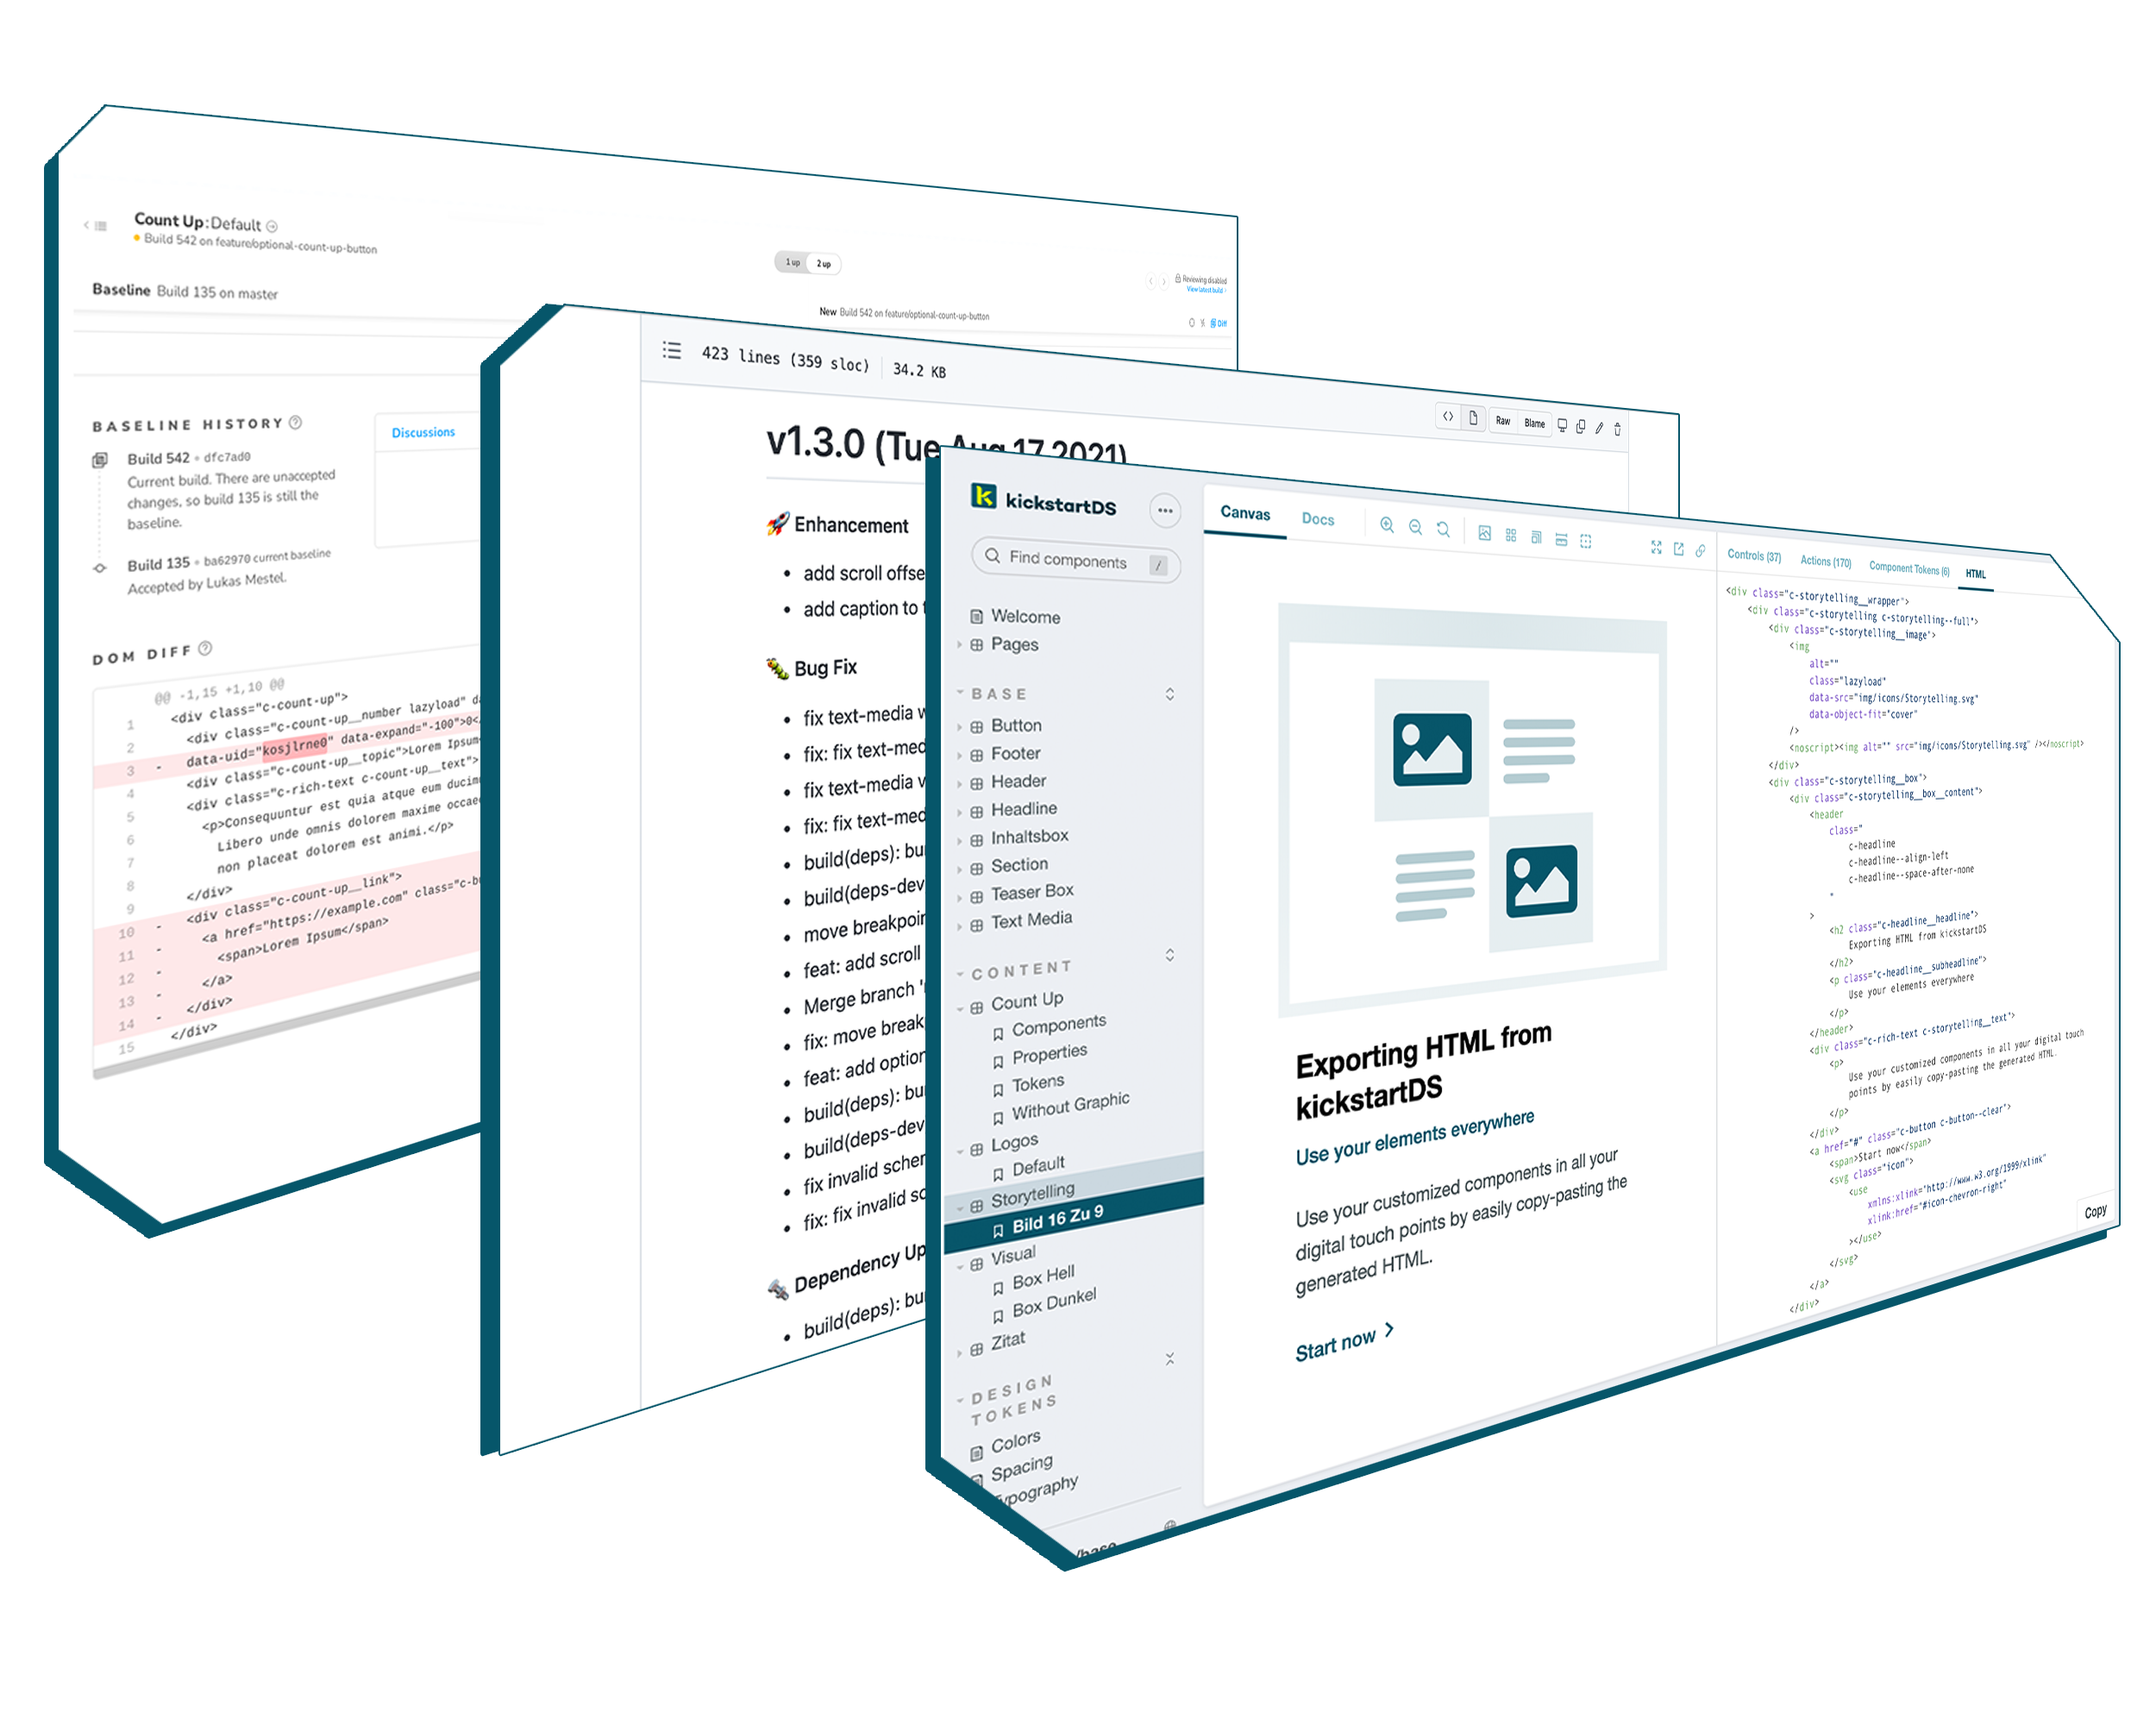 Count Up: Default
Build 542 on feature/optional-count-up-button
1 up 2 up
Reviewing disabled
View latest build
Baseline Build 135 on master
New Build 542 on feature/optional-count-up-button
Diff
BASELINE HISTORY
Build 542 • dfc7ad0
Current build. There are unaccepted
changes, so build 135 is still the
baseline.
Build 135 • ba62970 current baseline
Accepted by Lukas Mestel.
Discussions
DOM DIFF
@@ -1,15 +1,10 @@
1 <div class="c-count-up">
2 <div class="c-count-up__number lazyload"
3 - data-uid="kosjlrne0" data-expand="-100">0</
4 <div class="c-count-up__topic">Lorem Ipsum<
5 <div class="c-rich-text c-count-up__text">
6 <p>Consequuntur est quia atque eum
7 Libero unde omnis dolorem maxime
8 non placeat dolorem est animi.</p>
9 </div>
10 - <div class="c-count-up__link">
11 - <a href="https://example.com" class="c-
12 - <span>Lorem Ipsum</span>
13 - </a>
14 - </div>
15 </div>
423 lines (359 sloc) 34.2 KB
Raw Blame
v1.3.0 (Tue Aug 17 2021)
🚀 Enhancement
• add scroll offse
• add caption to
🐛 Bug Fix
• fix text-media
• fix: fix text-med
• fix text-media
• fix: fix text-med
• build(deps): bu
• build(deps-dev
• move breakpoin
• feat: add scroll
• Merge branch '
• fix: move break
• feat: add option
• build(deps): bu
• build(deps-dev
• fix invalid scher
• fix: fix invalid sc
🔩 Dependency Up
• build(deps): bu
kickstartDS
Find components /
Welcome
Pages
BASE
Button
Footer
Header
Headline
Inhaltsbox
Section
Teaser Box
Text Media
CONTENT
Count Up
Components
Properties
Tokens
Without Graphic
Logos
Default
Storytelling
Bild 16 Zu 9
Visual
Box Hell
Box Dunkel
Zitat
DESIGN
TOKENS
Colors
Spacing
Typography
/base
Canvas Docs
Exporting HTML from
kickstartDS
Use your elements everywhere
Use your customized components in all your
digital touch points by easily copy-pasting the
generated HTML.
Start now
Controls (37) Actions (170) Component Tokens (6) HTML
<div class="c-storytelling__wrapper">
<div class="c-storytelling c-storytelling--full">
<div class="c-storytelling__image">
<img
alt=""
class="lazyload"
data-src="img/icons/Storytelling.svg"
data-object-fit="cover"
/>
<noscript><img alt="" src="img/icons/Storytelling.svg" /></noscript>
</div>
<div class="c-storytelling__box">
<div class="c-storytelling__box__content">
<header
class="
c-headline
c-headline--align-left
c-headline--space-after-none
"
>
<h2 class="c-headline__headline">
Exporting HTML from kickstartDS
</h2>
<p class="c-headline__subheadline">
Use your elements everywhere
</p>
</header>
<div class="c-rich-text c-storytelling__text">
<p>
Use your customized components in all your digital touch
points by easily copy-pasting the generated HTML.
</p>
</div>
<a href="#" class="c-button c-button--clear">
<span>Start now</span>
<svg class="icon">
<use
xmlns:xlink="http://www.w3.org/1999/xlink"
xlink:href="#icon-chevron-right"
></use>
</svg>
</a>
</div>
Copy